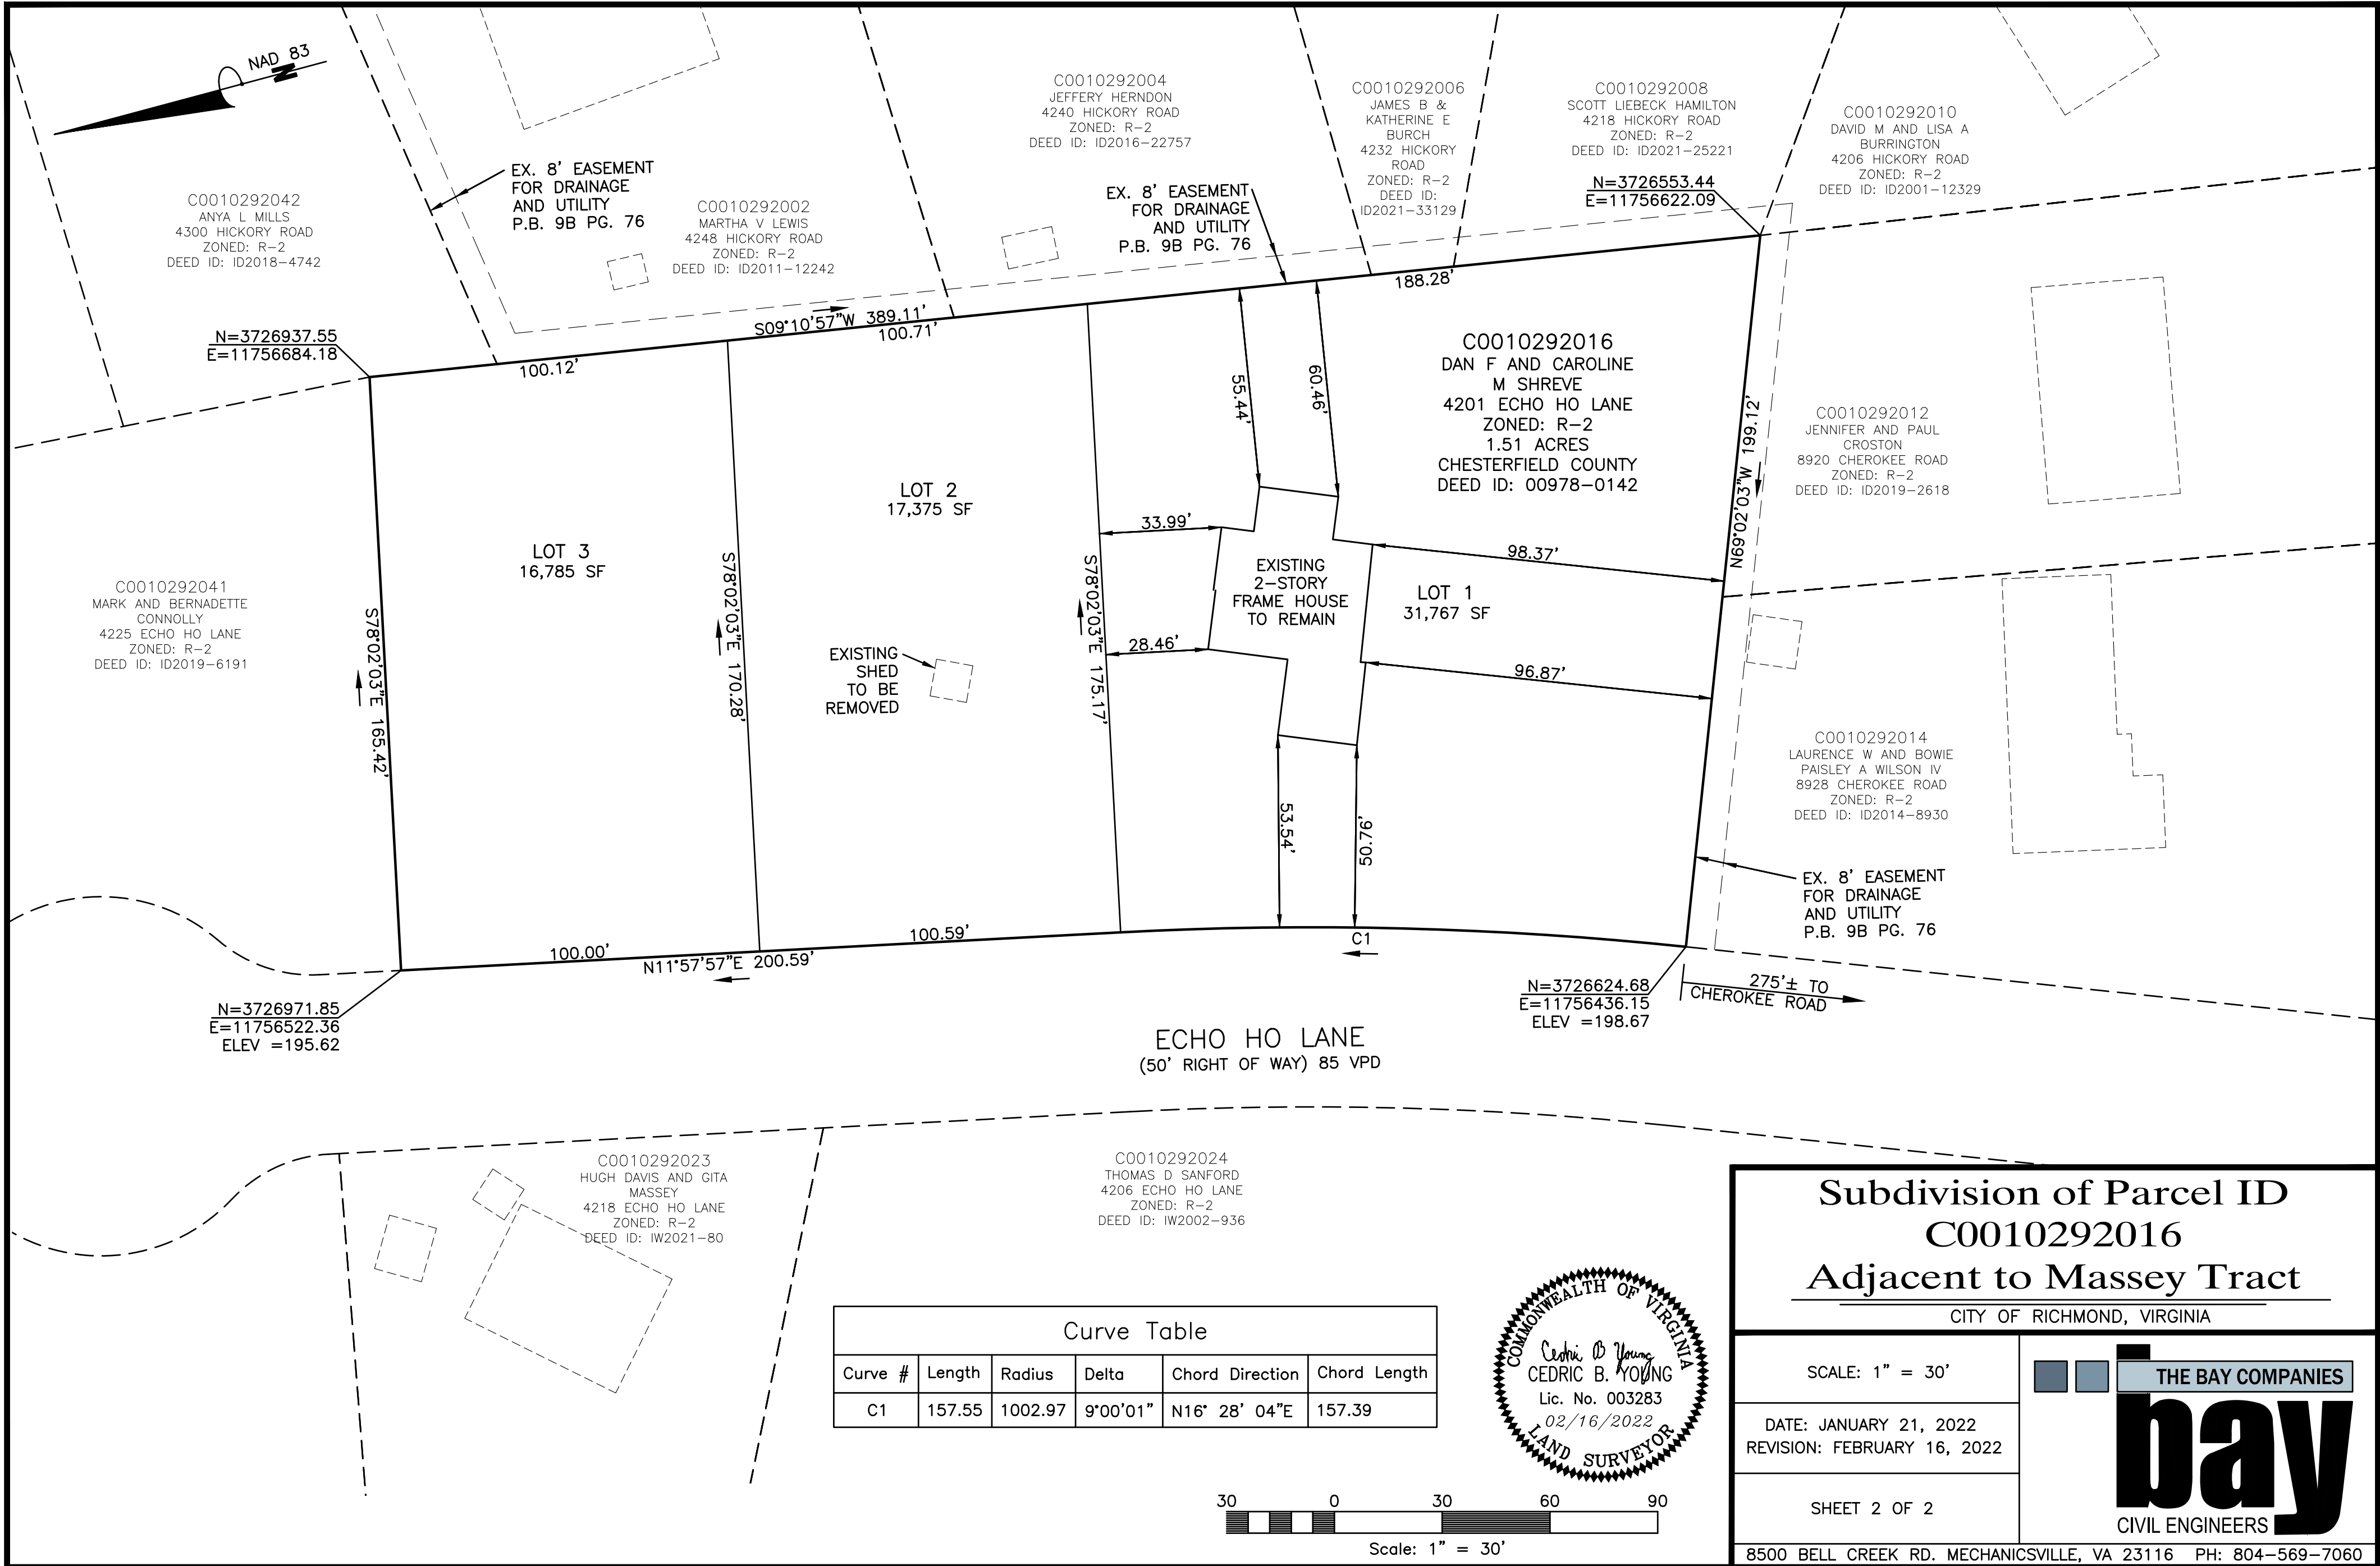 NAD 83
N
C0010292042
ANYA L MILLS
4300 HICKORY ROAD
ZONED: R-2
DEED ID: ID2018-4742
EX. 8' EASEMENT
FOR DRAINAGE
AND UTILITY
P.B. 9B PG. 76
C0010292002
MARTHA V LEWIS
4248 HICKORY ROAD
ZONED: R-2
DEED ID: ID2011-12242
C0010292004
JEFFERY HERNDON
4240 HICKORY ROAD
ZONED: R-2
DEED ID: ID2016-22757
EX. 8' EASEMENT
FOR DRAINAGE
AND UTILITY
P.B. 9B PG. 76
C0010292006
JAMES B &
KATHERINE E
BURCH
4232 HICKORY
ROAD
ZONED: R-2
DEED ID:
ID2021-33129
C0010292008
SCOTT LIEBECK HAMILTON
4218 HICKORY ROAD
ZONED: R-2
DEED ID: ID2021-25221
N=3726553.44
E=11756622.09
C0010292010
DAVID M AND LISA A
BURRINGTON
4206 HICKORY ROAD
ZONED: R-2
DEED ID: ID2001-12329
N=3726937.55
E=11756684.18
S09°10'57"W 389.11'
100.12'
100.71'
188.28'
C0010292016
DAN F AND CAROLINE
M SHREVE
4201 ECHO HO LANE
ZONED: R-2
1.51 ACRES
CHESTERFIELD COUNTY
DEED ID: 00978-0142
55.44'
60.46'
N69°02'03"W 199.12'
C0010292012
JENNIFER AND PAUL
CROSTON
8920 CHEROKEE ROAD
ZONED: R-2
DEED ID: ID2019-2618
C0010292041
MARK AND BERNADETTE
CONNOLLY
4225 ECHO HO LANE
ZONED: R-2
DEED ID: ID2019-6191
S78°02'03"E 165.42'
LOT 3
16,785 SF
S78°02'03"E 170.28'
LOT 2
17,375 SF
EXISTING
SHED
TO BE
REMOVED
S78°02'03"E 175.17'
33.99'
28.46'
EXISTING
2-STORY
FRAME HOUSE
TO REMAIN
98.37'
LOT 1
31,767 SF
96.87'
53.54'
50.76'
C0010292014
LAURENCE W AND BOWIE
PAISLEY A WILSON IV
8928 CHEROKEE ROAD
ZONED: R-2
DEED ID: ID2014-8930
EX. 8' EASEMENT
FOR DRAINAGE
AND UTILITY
P.B. 9B PG. 76
100.00'
100.59'
N11°57'57"E 200.59'
C1
N=3726971.85
E=11756522.36
ELEV =195.62
N=3726624.68
E=11756436.15
ELEV =198.67
275'± TO
CHEROKEE ROAD
ECHO HO LANE
(50' RIGHT OF WAY) 85 VPD
C0010292023
HUGH DAVIS AND GITA
MASSEY
4218 ECHO HO LANE
ZONED: R-2
DEED ID: IW2021-80
C0010292024
THOMAS D SANFORD
4206 ECHO HO LANE
ZONED: R-2
DEED ID: IW2002-936
Curve Table
Curve # Length Radius Delta Chord Direction Chord Length
C1 157.55 1002.97 9°00'01" N16° 28' 04"E 157.39
COMMONWEALTH OF VIRGINIA
Cedric B Young
CEDRIC B. YOUNG
Lic. No. 003283
02/16/2022
LAND SURVEYOR
30 0 30 60 90
Scale: 1" = 30'
Subdivision of Parcel ID
C0010292016
Adjacent to Massey Tract
CITY OF RICHMOND, VIRGINIA
SCALE: 1" = 30'
DATE: JANUARY 21, 2022
REVISION: FEBRUARY 16, 2022
SHEET 2 OF 2
THE BAY COMPANIES
bay
CIVIL ENGINEERS
8500 BELL CREEK RD. MECHANICSVILLE, VA 23116 PH: 804-569-7060